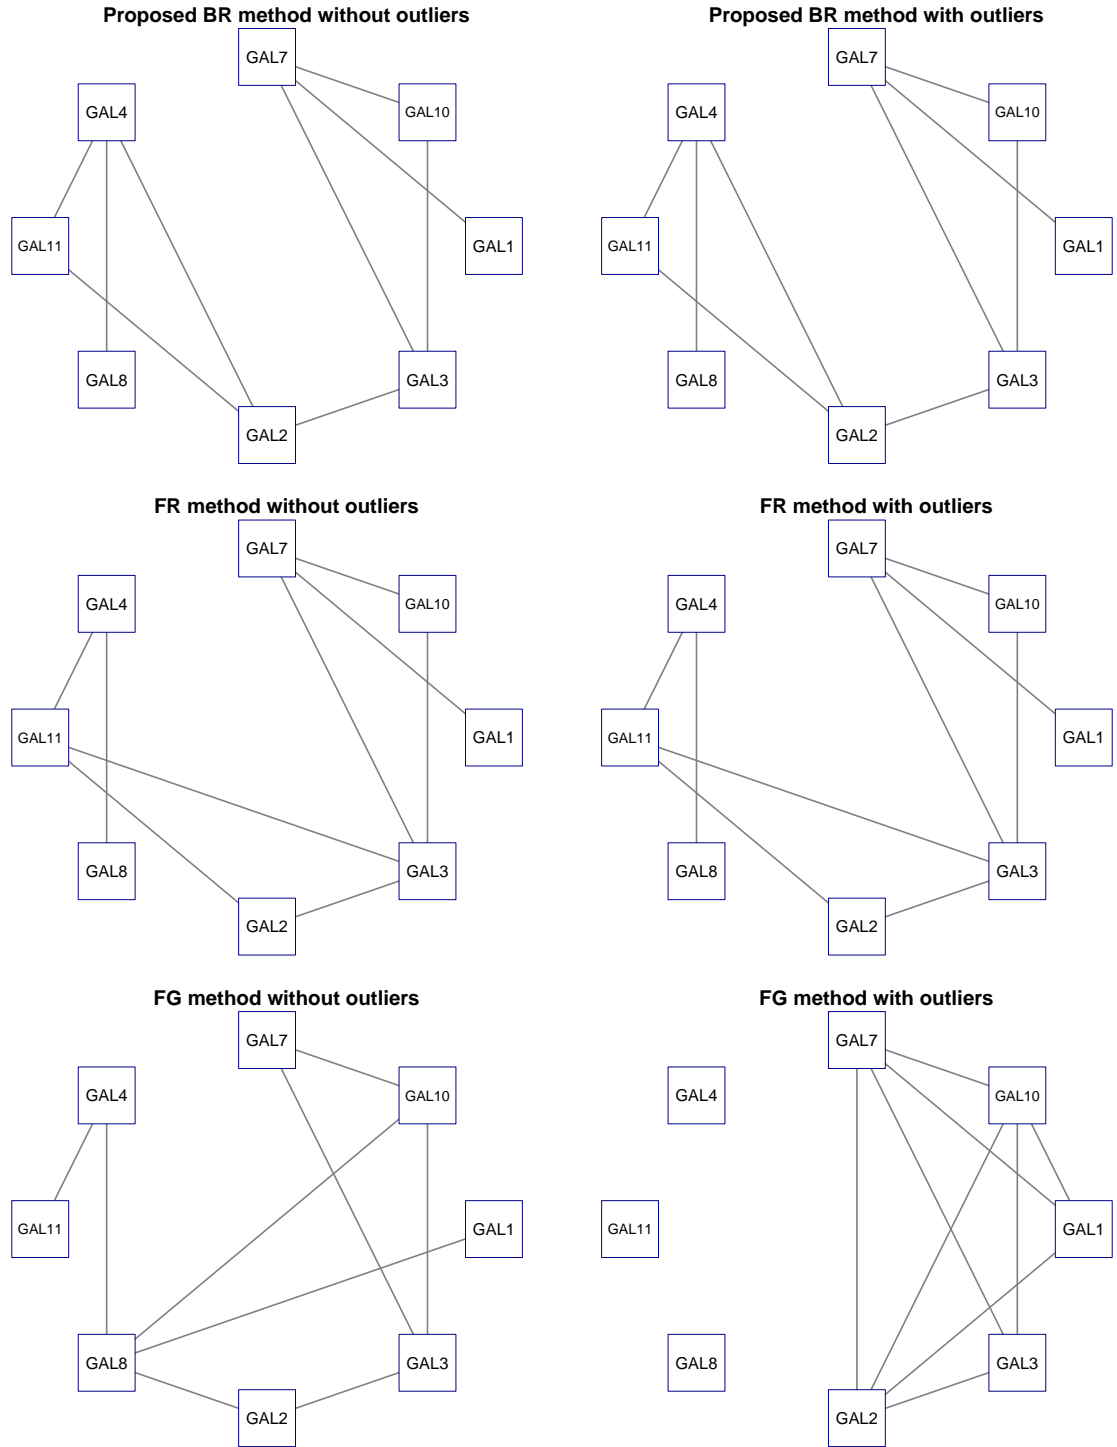 Proposed BR method without outliers
GAL7
GAL4
GAL10
GAL11
GAL1
GAL8
GAL3
GAL2
Proposed BR method with outliers
GAL7
GAL4
GAL10
GAL11
GAL1
GAL8
GAL3
GAL2
FR method without outliers
GAL7
GAL4
GAL10
GAL11
GAL1
GAL8
GAL3
GAL2
FR method with outliers
GAL7
GAL4
GAL10
GAL11
GAL1
GAL8
GAL3
GAL2
FG method without outliers
GAL7
GAL4
GAL10
GAL11
GAL1
GAL8
GAL3
GAL2
FG method with outliers
GAL7
GAL4
GAL10
GAL11
GAL1
GAL8
GAL3
GAL2